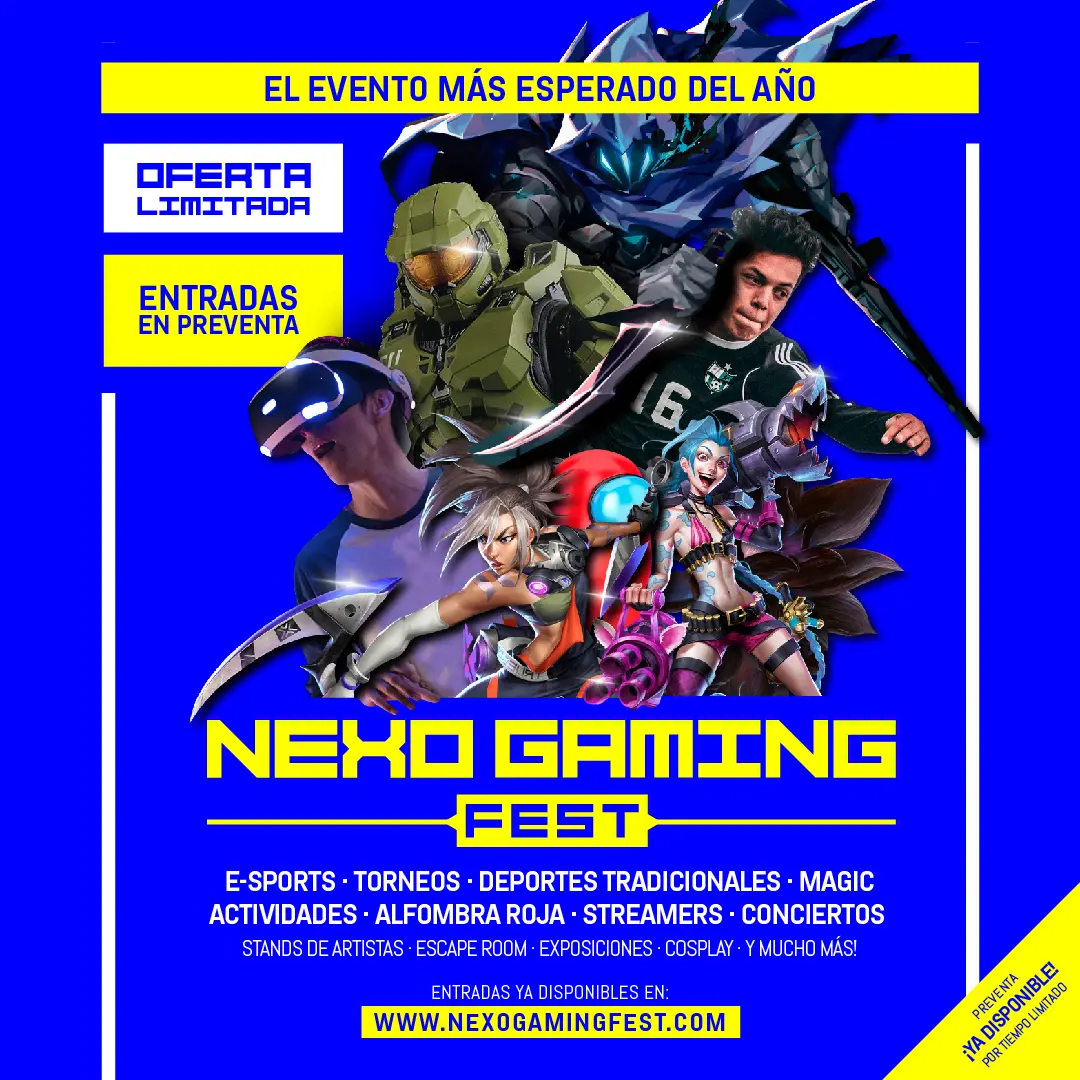 EL EVENTO MÁS ESPERADO DEL AÑO
OFERTA
LIMITADA
ENTRADAS
EN PREVENTA
16
NEXO GAMING
FEST
E-SPORTS · TORNEOS · DEPORTES TRADICIONALES · MAGIC
ACTIVIDADES · ALFOMBRA ROJA · STREAMERS · CONCIERTOS
STANDS DE ARTISTAS · ESCAPE ROOM · EXPOSICIONES · COSPLAY · Y MUCHO MÁS!
ENTRADAS YA DISPONIBLES EN:
WWW.NEXOGAMINGFEST.COM
PREVENTA
¡YA DISPONIBLE!
POR TIEMPO LIMITADO